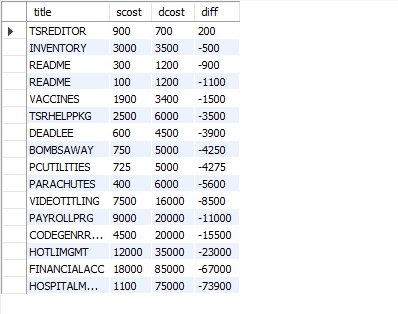 title scost dcost diff
TSREDITOR 900 700 200
INVENTORY 3000 3500 -500
README 300 1200 -900
README 100 1200 -1100
VACCINES 1900 3400 -1500
TSRHELPPKG 2500 6000 -3500
DEADLEE 600 4500 -3900
BOMBSAWAY 750 5000 -4250
PCUTILITIES 725 5000 -4275
PARACHUTES 400 6000 -5600
VIDEOTITLING 7500 16000 -8500
PAYROLLPRG 9000 20000 -11000
CODEGENRR... 4500 20000 -15500
HOTLIMGMT 12000 35000 -23000
FINANCIALACC 18000 85000 -67000
HOSPITALM... 1100 75000 -73900